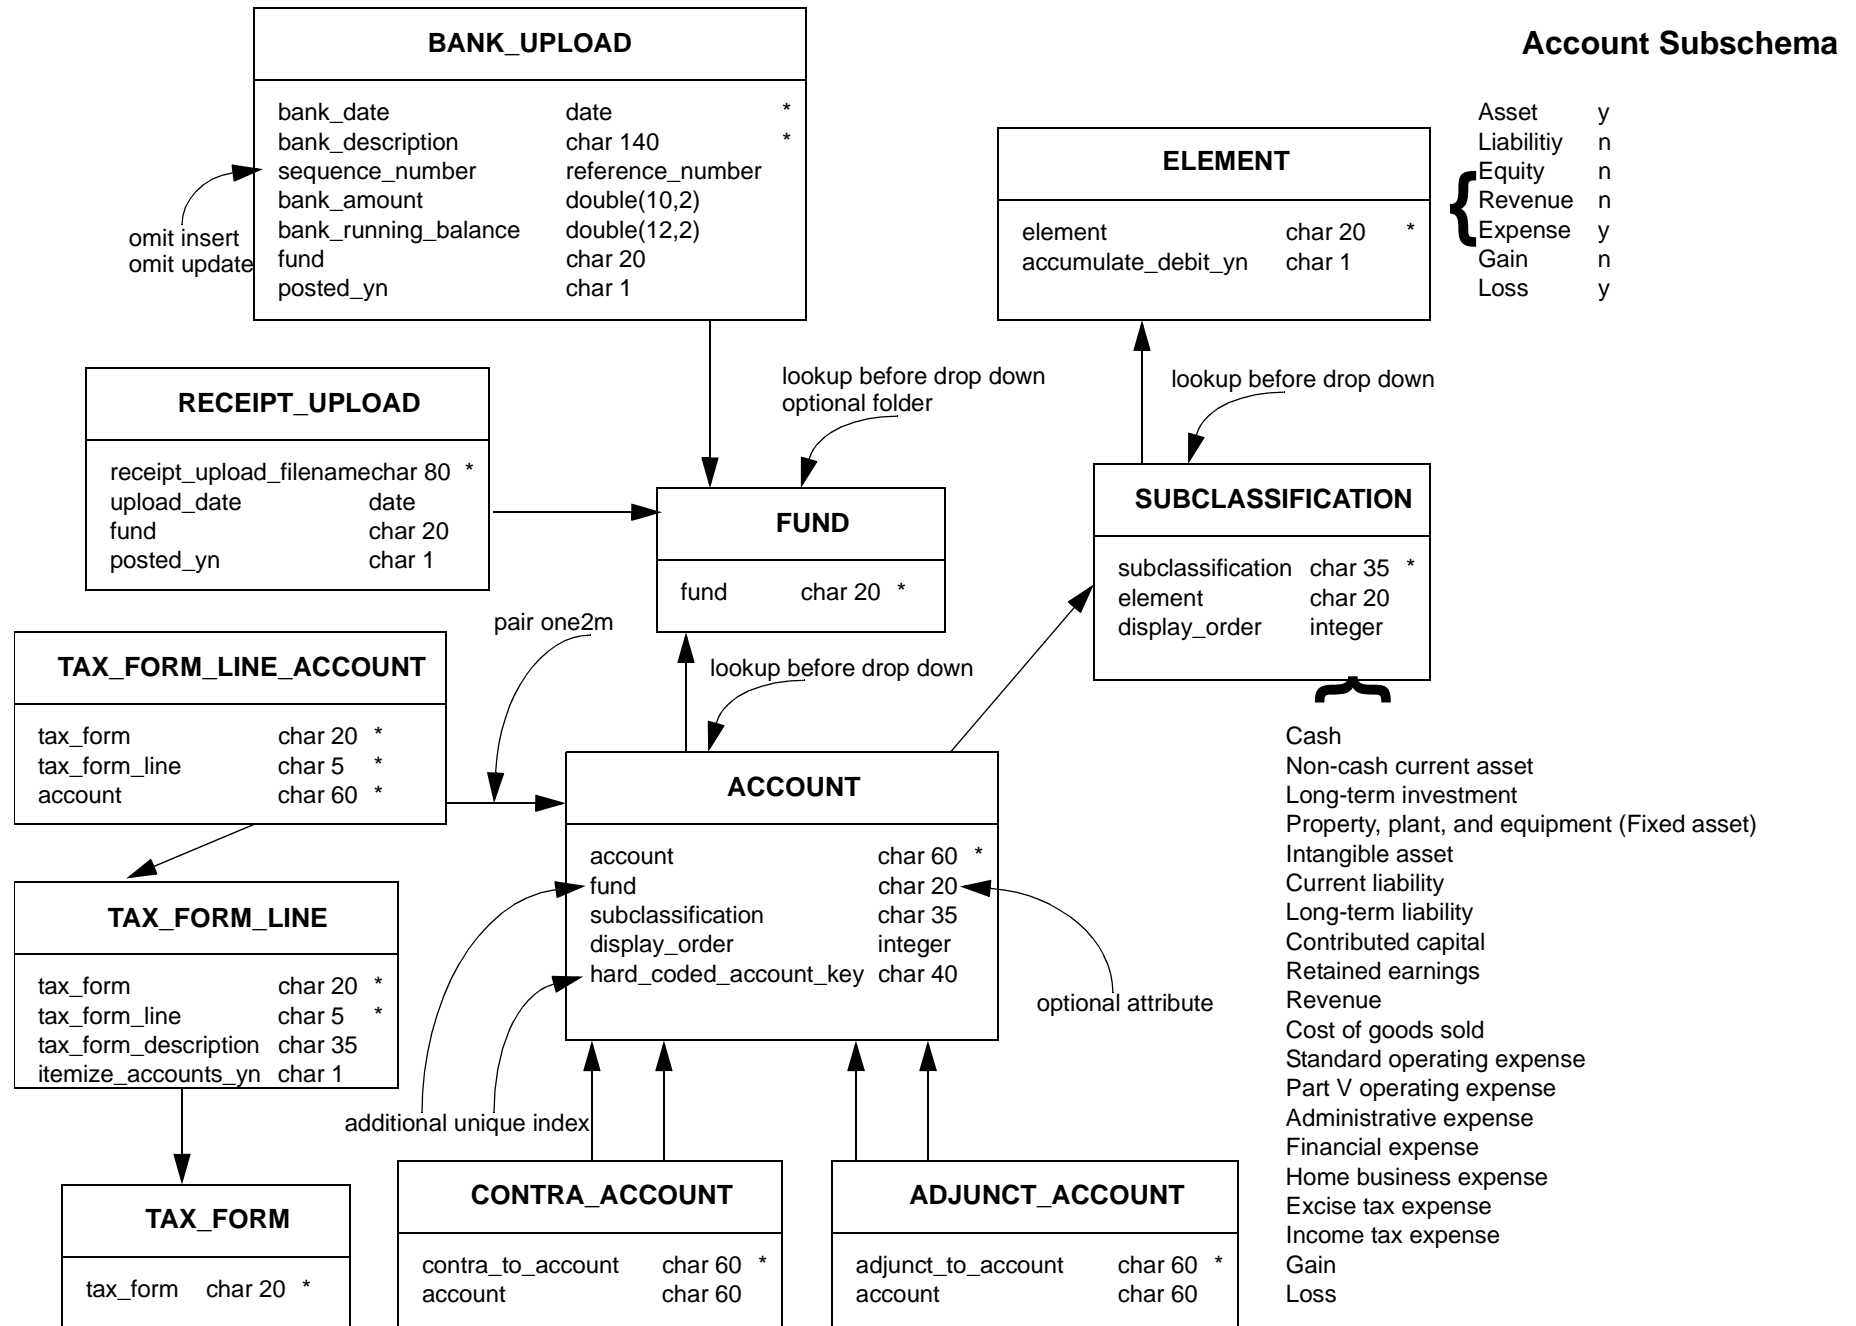 Account Subschema
BANK_UPLOAD
bank_date date *
bank_description char 140 *
sequence_number reference_number
bank_amount double(10,2)
bank_running_balance double(12,2)
fund char 20
posted_yn char 1
omit insert
omit update
ELEMENT
element char 20 *
accumulate_debit_yn char 1
{
Asset y
Liabilitiy n
Equity n
Revenue n
Expense y
Gain n
Loss y
RECEIPT_UPLOAD
receipt_upload_filenamechar 80 *
upload_date date
fund char 20
posted_yn char 1
lookup before drop down
optional folder
lookup before drop down
FUND
fund char 20 *
SUBCLASSIFICATION
subclassification char 35 *
element char 20
display_order integer
{
Cash
Non-cash current asset
Long-term investment
Property, plant, and equipment (Fixed asset)
Intangible asset
Current liability
Long-term liability
Contributed capital
Retained earnings
Revenue
Cost of goods sold
Standard operating expense
Part V operating expense
Administrative expense
Financial expense
Home business expense
Excise tax expense
Income tax expense
Gain
Loss
pair one2m
lookup before drop down
TAX_FORM_LINE_ACCOUNT
tax_form char 20 *
tax_form_line char 5 *
account char 60 *
ACCOUNT
account char 60 *
fund char 20
subclassification char 35
display_order integer
hard_coded_account_key char 40
optional attribute
additional unique index
TAX_FORM_LINE
tax_form char 20 *
tax_form_line char 5 *
tax_form_description char 35
itemize_accounts_yn char 1
TAX_FORM
tax_form char 20 *
CONTRA_ACCOUNT
contra_to_account char 60 *
account char 60
ADJUNCT_ACCOUNT
adjunct_to_account char 60 *
account char 60